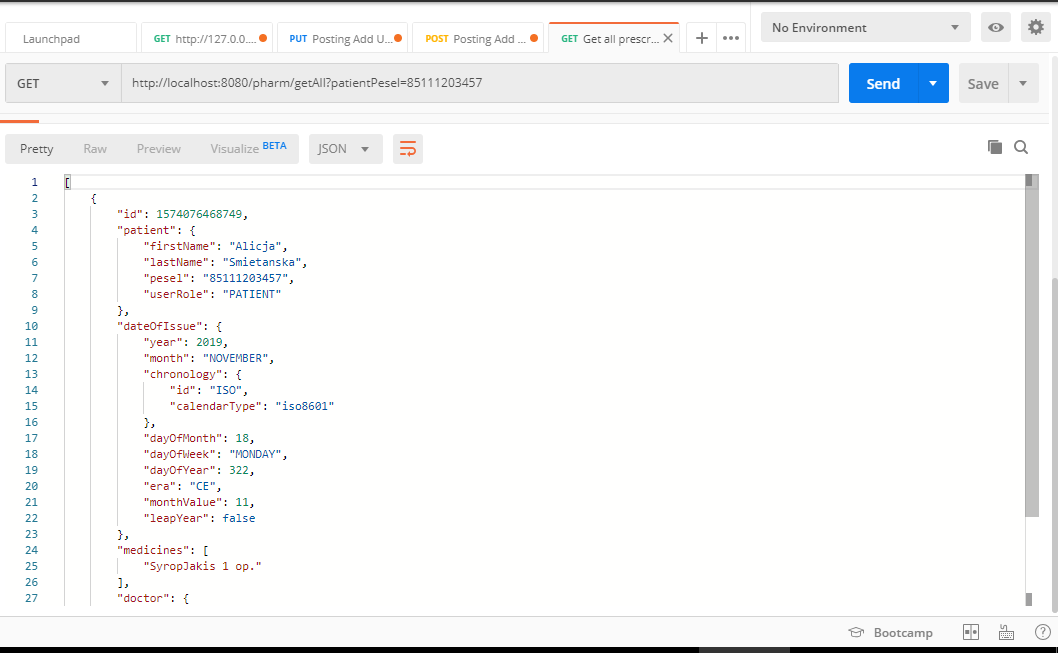 Launchpad GET http://127.0.0.... PUT Posting Add U... POST Posting Add ... GET Get all prescr... No Environment
GET http://localhost:8080/pharm/getAll?patientPesel=85111203457 Send Save
Pretty Raw Preview Visualize BETA JSON
1 [
2 {
3 "id": 1574076468749,
4 "patient": {
5 "firstName": "Alicja",
6 "lastName": "Smietanska",
7 "pesel": "85111203457",
8 "userRole": "PATIENT"
9 },
10 "dateOfIssue": {
11 "year": 2019,
12 "month": "NOVEMBER",
13 "chronology": {
14 "id": "ISO",
15 "calendarType": "iso8601"
16 },
17 "dayOfMonth": 18,
18 "dayOfWeek": "MONDAY",
19 "dayOfYear": 322,
20 "era": "CE",
21 "monthValue": 11,
22 "leapYear": false
23 },
24 "medicines": [
25 "SyropJakis 1 op."
26 ],
27 "doctor": {
Bootcamp